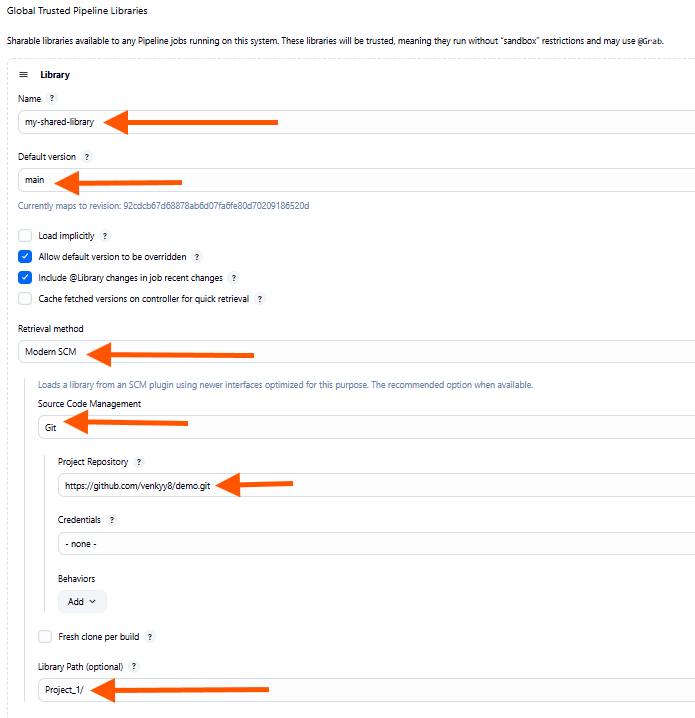 Global Trusted Pipeline Libraries
Sharable libraries available to any Pipeline jobs running on this system. These libraries will be trusted, meaning they run without "sandbox" restrictions and may use @Grab.
Library
Name ?
my-shared-library
Default version ?
main
Currently maps to revision: 92cdcb67d68878ab6d07fa6fe80d70209186520d
Load implicitly ?
Allow default version to be overridden ?
Include @Library changes in job recent changes ?
Cache fetched versions on controller for quick retrieval ?
Retrieval method
Modern SCM
Loads a library from an SCM plugin using newer interfaces optimized for this purpose. The recommended option when available.
Source Code Management
Git
Project Repository ?
https://github.com/venkyy8/demo.git
Credentials ?
- none -
Behaviors
Add
Fresh clone per build ?
Library Path (optional) ?
Project_1/